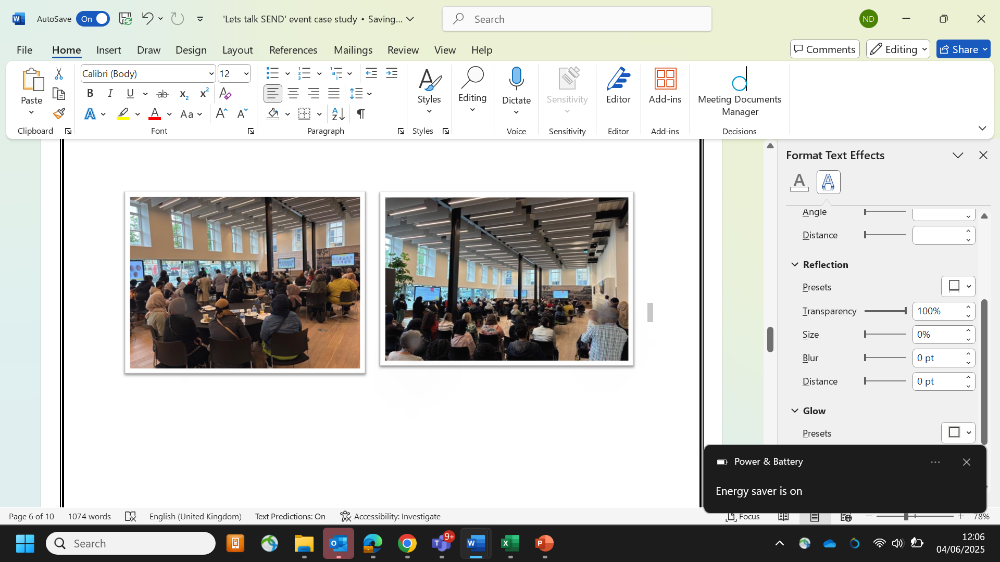 AutoSave On 'Lets talk SEND' event case study • Saving... Search ND
File Home Insert Draw Design Layout References Mailings Review View Help Comments Editing Share
Calibri (Body) 12
Paste Styles Editing Dictate Sensitivity Editor Add-ins Meeting Documents Manager
Clipboard Font Paragraph Styles Voice Sensitivity Editor Add-ins Decisions
Format Text Effects
Angle
Distance
Reflection
Presets
Transparency 100%
Size 0%
Blur 0 pt
Distance 0 pt
Glow
Presets
Power & Battery
Energy saver is on
Page 6 of 10 1074 words English (United Kingdom) Text Predictions: On Accessibility: Investigate Focus 78%
Search 9+ 12:06
04/06/2025